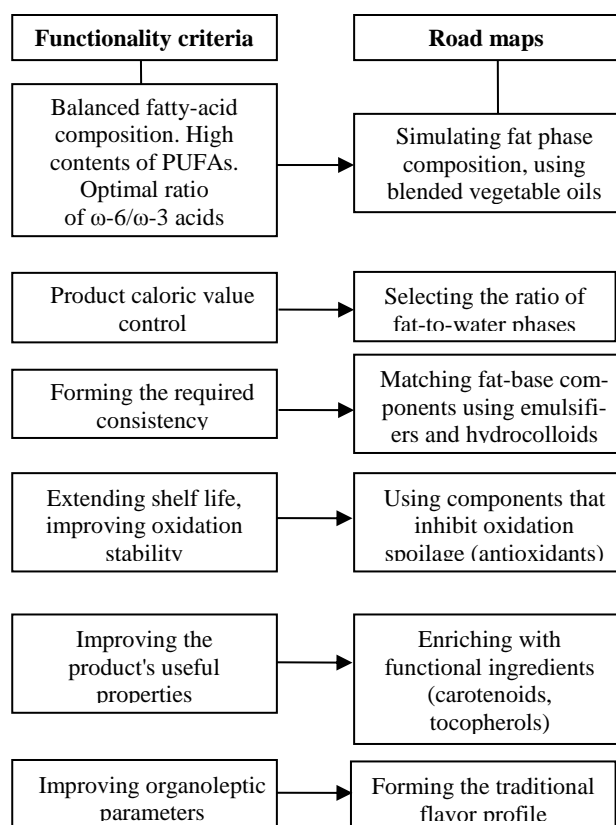 Functionality criteria
Road maps
Balanced fatty-acid
composition. High
contents of PUFAs.
Optimal ratio
of ω-6/ω-3 acids
Simulating fat phase
composition, using
blended vegetable oils
Product caloric value
control
Selecting the ratio of
fat-to-water phases
Forming the required
consistency
Matching fat-base com-
ponents using emulsifi-
ers and hydrocolloids
Extending shelf life,
improving oxidation
stability
Using components that
inhibit oxidation
spoilage (antioxidants)
Improving the
product's useful
properties
Enriching with
functional ingredients
(carotenoids,
tocopherols)
Improving organoleptic
parameters
Forming the traditional
flavor profile